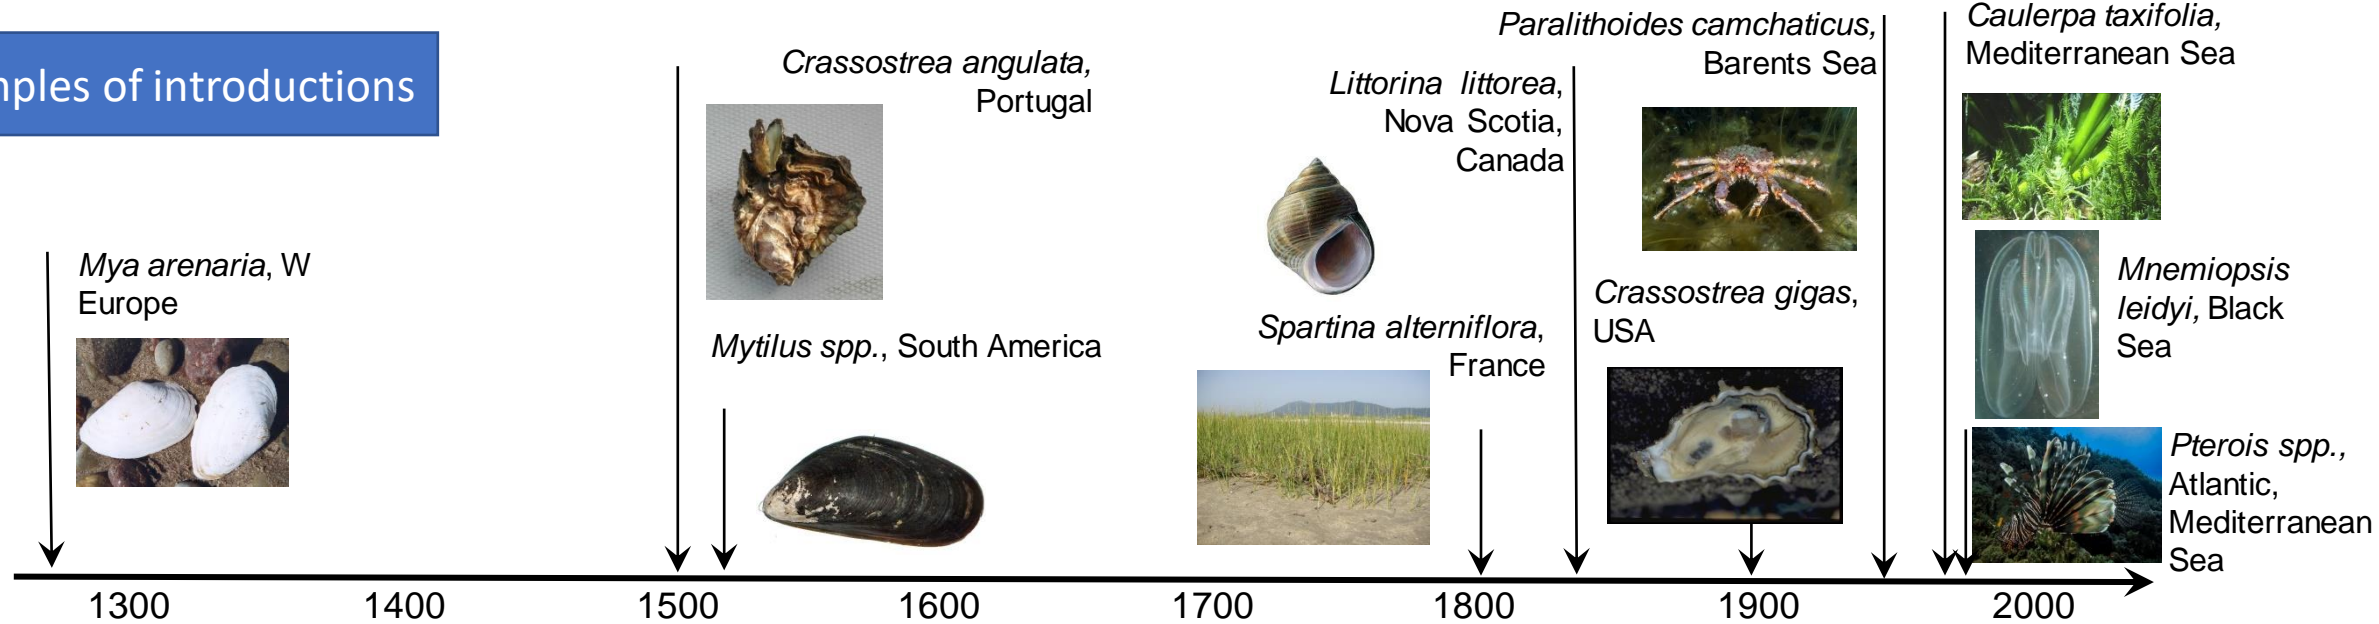 mples of introductions
Mya arenaria, W
Europe
Crassostrea angulata,
Portugal
Mytilus spp., South America
Littorina littorea,
Nova Scotia,
Canada
Spartina alterniflora,
France
Paralithoides camchaticus,
Barents Sea
Crassostrea gigas,
USA
Caulerpa taxifolia,
Mediterranean Sea
Mnemiopsis
leidyi, Black
Sea
Pterois spp.,
Atlantic,
Mediterranean
Sea
1300 1400 1500 1600 1700 1800 1900 2000